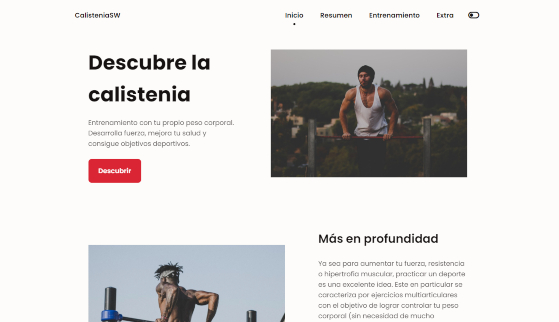 CalisteniaSW
Inicio
Resumen
Entrenamiento
Extra
Descubre la
calistenia
Entrenamiento con tu propio peso corporal.
Desarrolla fuerza, mejora tu salud y
consigue objetivos deportivos.
Descubrir
Más en profundidad
Ya sea para aumentar tu fuerza, resistencia
o hipertrofia muscular, practicar un deporte
es una excelente idea. Este en particular se
caracteriza por ejercicios multiarticulares
con el objetivo de lograr controlar tu peso
corporal (sin necesidad de mucho